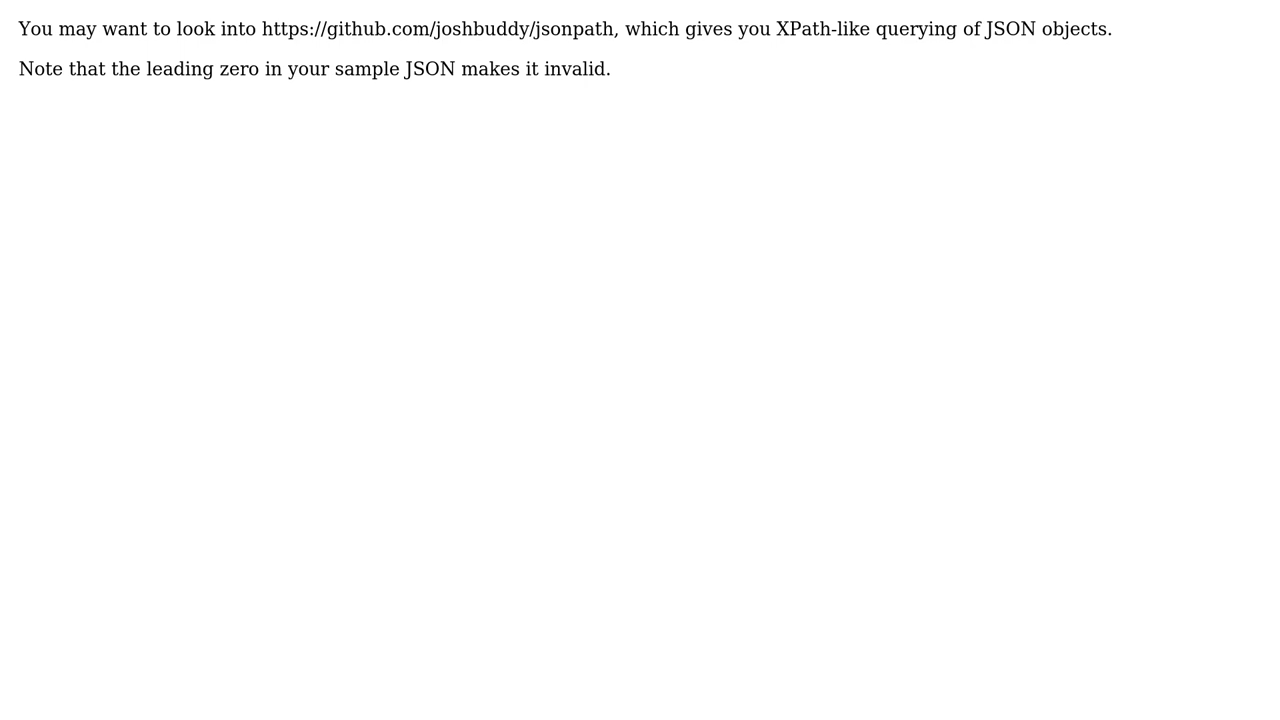 You may want to look into https://github.com/joshbuddy/jsonpath, which gives you XPath-like querying of JSON objects.
Note that the leading zero in your sample JSON makes it invalid.